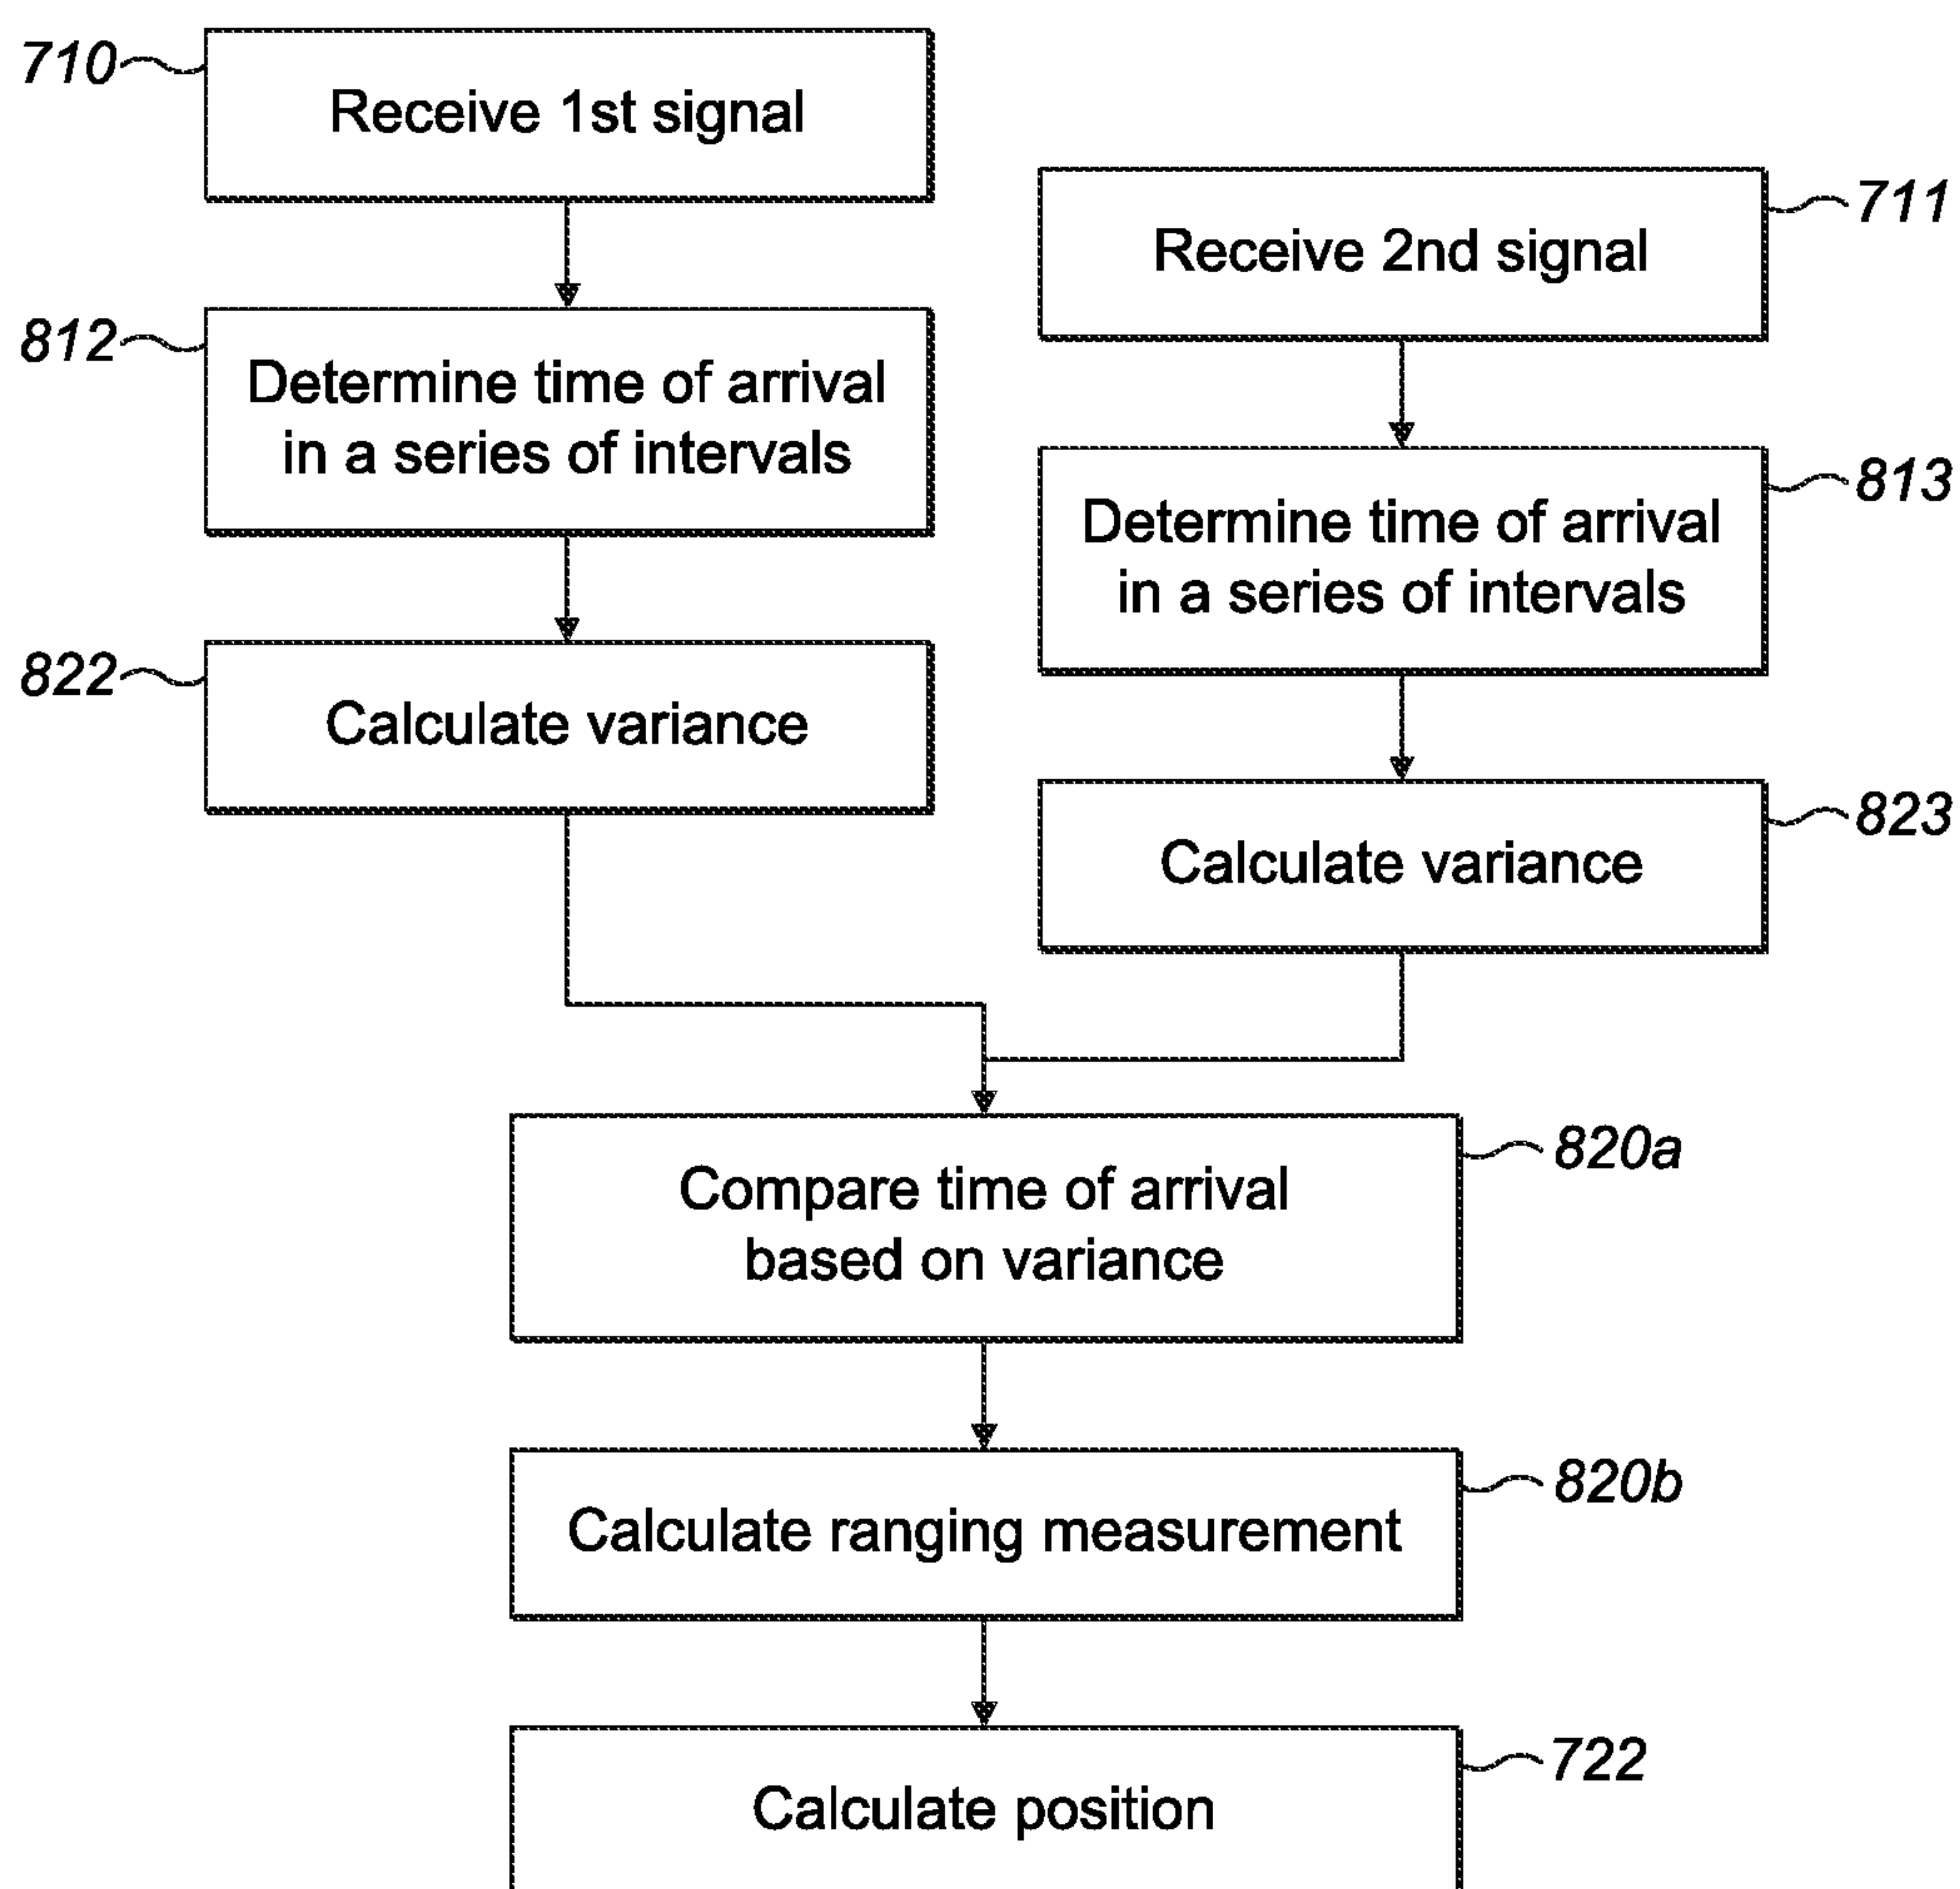 710
Receive 1st signal
711
Receive 2nd signal
812
Determine time of arrival
in a series of intervals
813
Determine time of arrival
in a series of intervals
822
Calculate variance
823
Calculate variance
820a
Compare time of arrival
based on variance
820b
Calculate ranging measurement
722
Calculate position